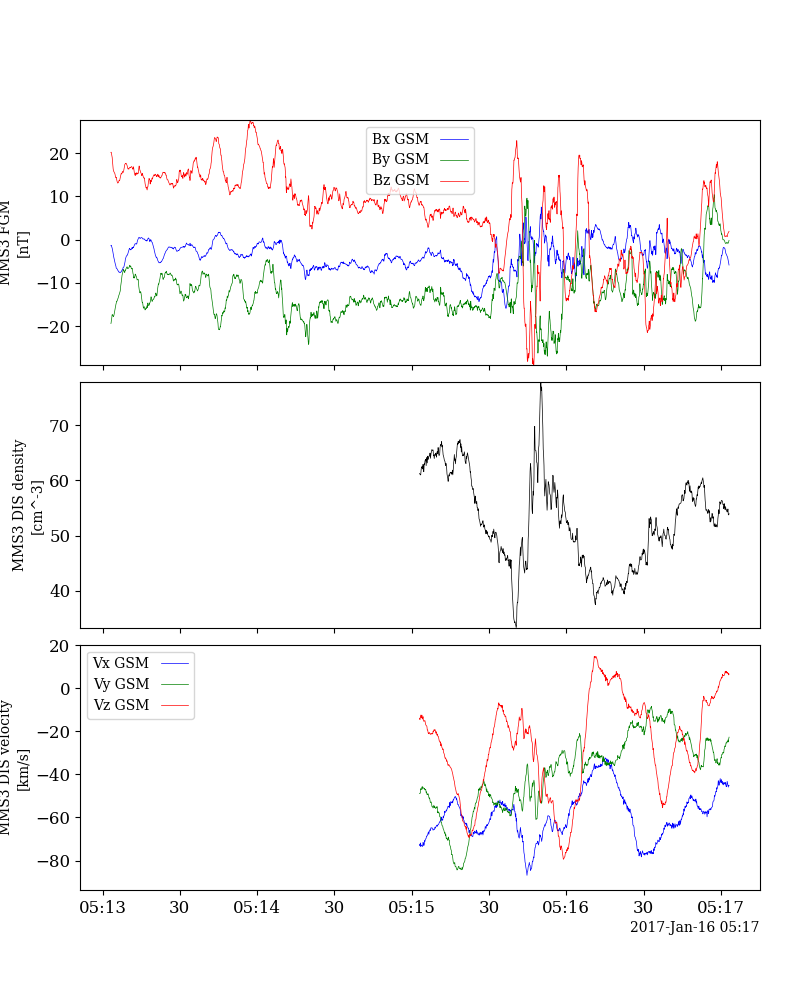 Bx GSM
By GSM
Bz GSM
20
10
0
−10
−20
MMS3 FGM
[nT]
70
60
50
40
MMS3 DIS density
[cm^-3]
Vx GSM
Vy GSM
Vz GSM
20
0
−20
−40
−60
−80
MMS3 DIS velocity
[km/s]
05:13 30 05:14 30 05:15 30 05:16 30 05:17
2017-Jan-16 05:17